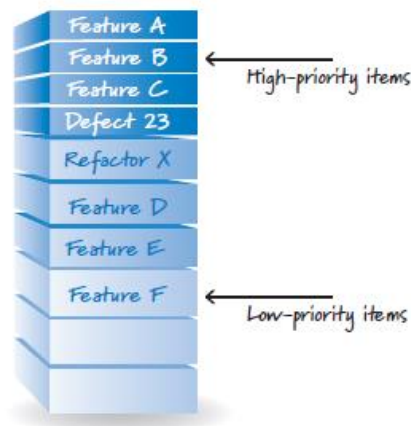 Feature A
Feature B
High-priority items
Feature C
Defect 23
Refactor X
Feature D
Feature E
Feature F
Low-priority items